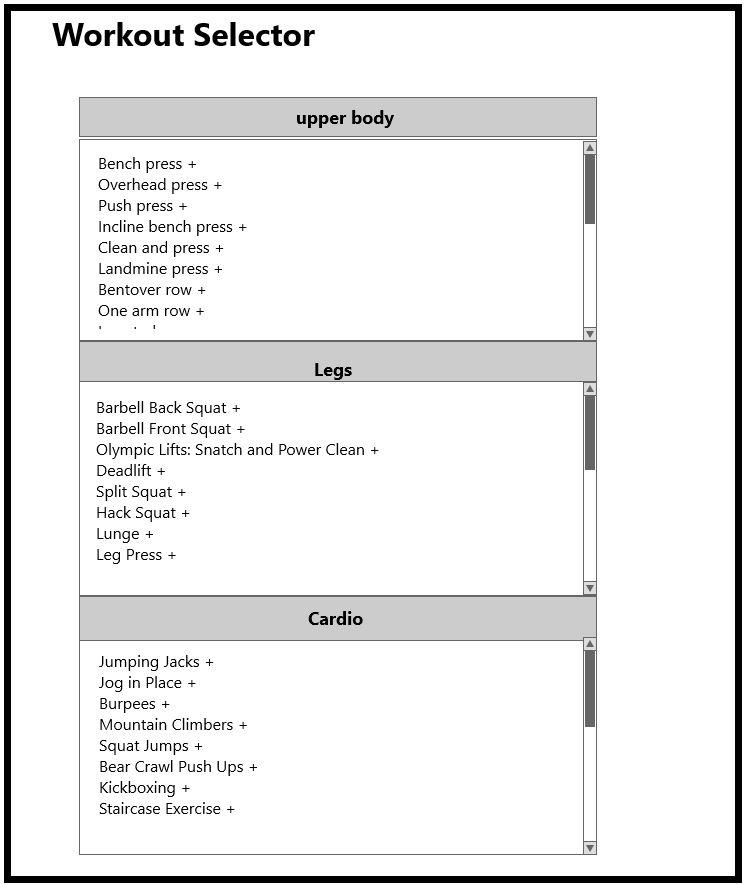 Workout Selector
upper body
Bench press +
Overhead press +
Push press +
Incline bench press +
Clean and press +
Landmine press +
Bentover row +
One arm row +
Legs
Barbell Back Squat +
Barbell Front Squat +
Olympic Lifts: Snatch and Power Clean +
Deadlift +
Split Squat +
Hack Squat +
Lunge +
Leg Press +
Cardio
Jumping Jacks +
Jog in Place +
Burpees +
Mountain Climbers +
Squat Jumps +
Bear Crawl Push Ups +
Kickboxing +
Staircase Exercise +